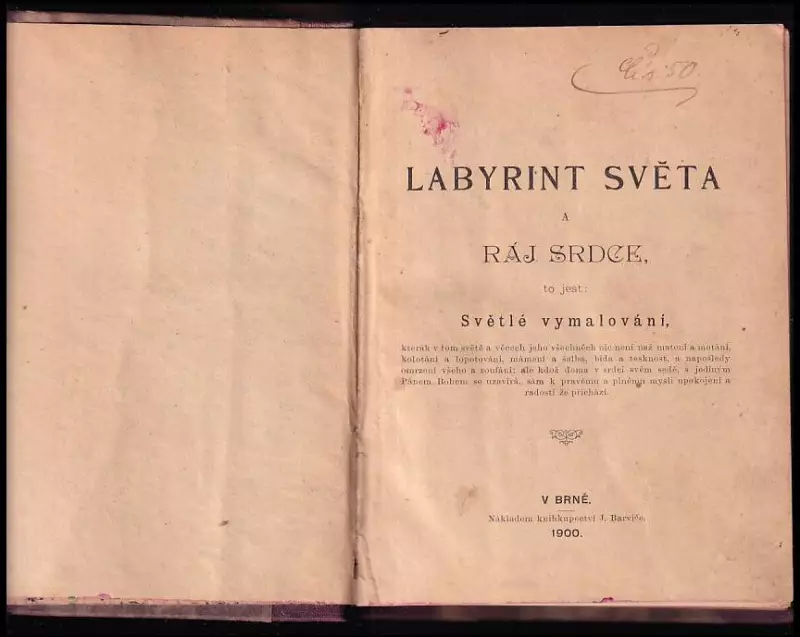 50
LABYRINT SVĚTA
A
RÁJ SRDCE,
to jest:
Světlé vymalování,
kterak v tom světě a věcech jeho všechněch nic není než matení a motání,
kolotání a lopotování, mámení a šalba, bída a tesknost, a naposledy
omrzení všeho a zoufání; ale kdož doma v srdci svém sedě, s jediným
Pánem Bohem se uzavírá, sám k pravému a plnému mysli upokojení a
radosti že přichází.
V BRNĚ.
Nákladem knihkupectví J. Barviče.
1900.